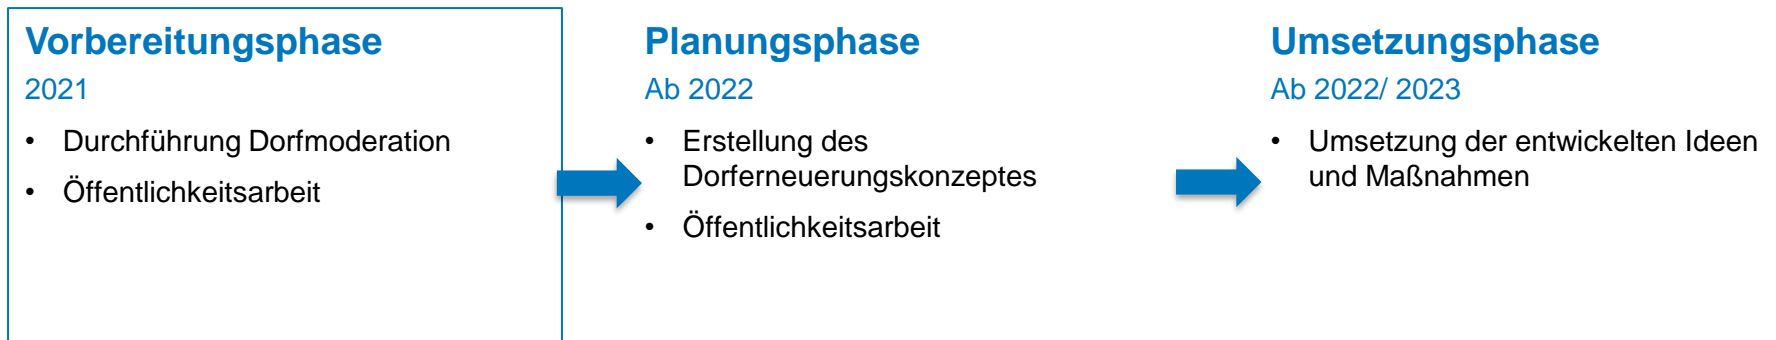 Vorbereitungsphase
2021
• Durchführung Dorfmoderation
• Öffentlichkeitsarbeit
Planungsphase
Ab 2022
• Erstellung des
Dorferneuerungskonzeptes
• Öffentlichkeitsarbeit
Umsetzungsphase
Ab 2022/ 2023
• Umsetzung der entwickelten Ideen
und Maßnahmen